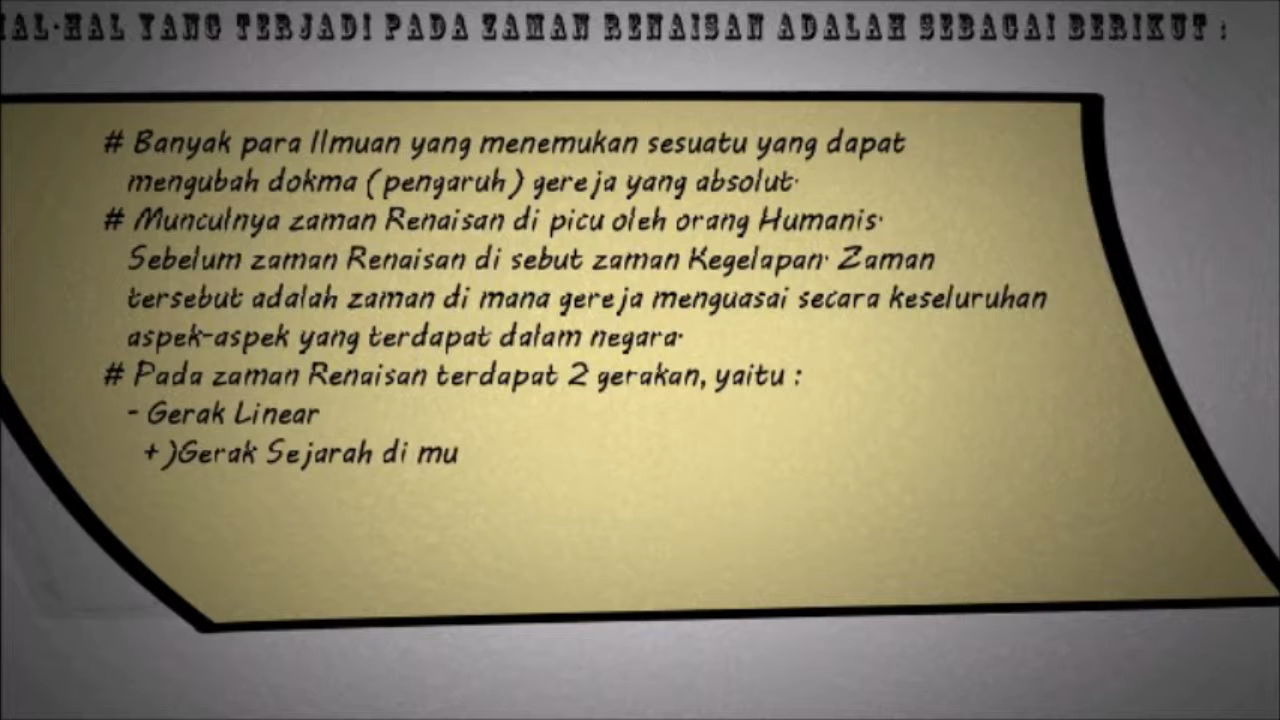 HAL-HAL YANG TERJADI PADA ZAMAN RENAISAN ADALAH SEBAGAI BERIKUT :
# Banyak para Ilmuan yang menemukan sesuatu yang dapat
mengubah dokma (pengaruh) gereja yang absolut.
# Munculnya zaman Renaisan di picu oleh orang Humanis.
Sebelum zaman Renaisan di sebut zaman Kegelapan. Zaman
tersebut adalah zaman di mana gereja menguasai secara keseluruhan
aspek-aspek yang terdapat dalam negara.
# Pada zaman Renaisan terdapat 2 gerakan, yaitu :
- Gerak Linear
+)Gerak Sejarah di mu